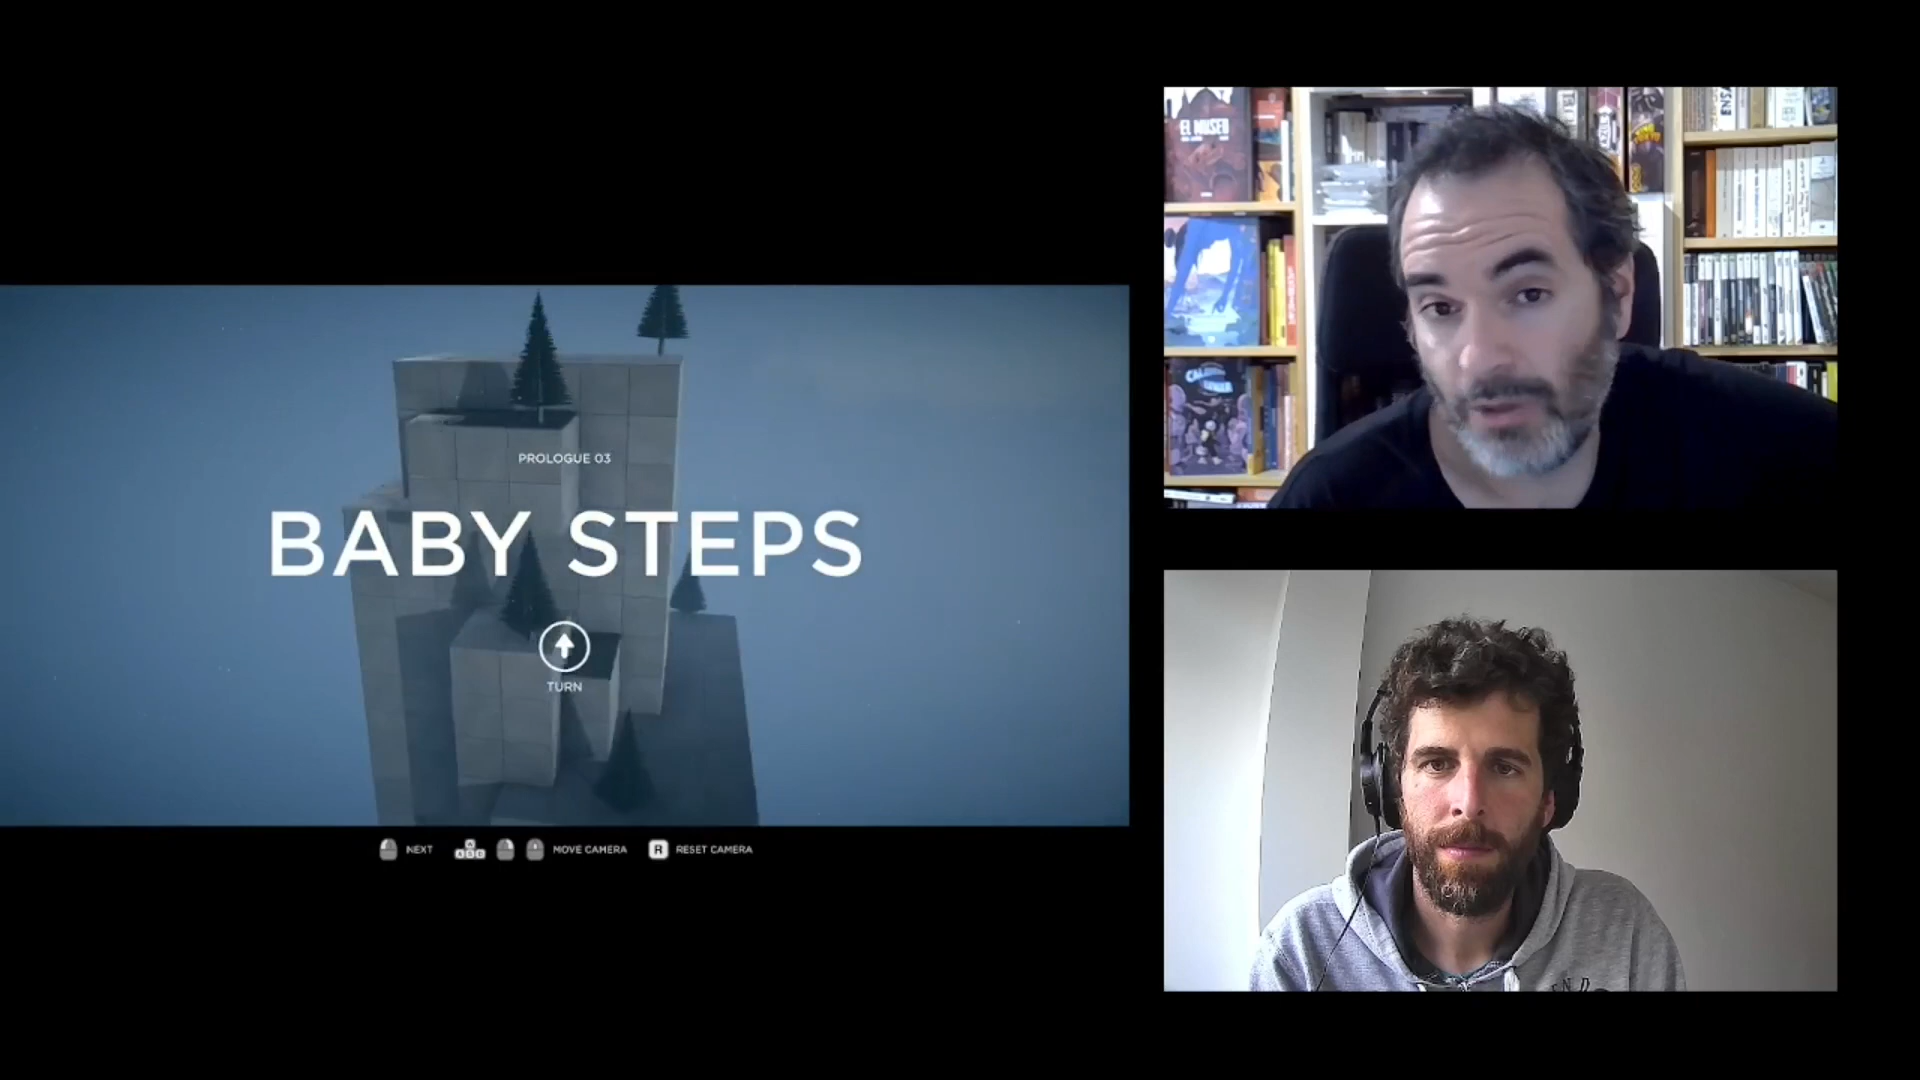 PROLOGUE 03
BABY STEPS
TURN
NEXT
MOVE CAMERA
R
RESET CAMERA
EL MUSEO